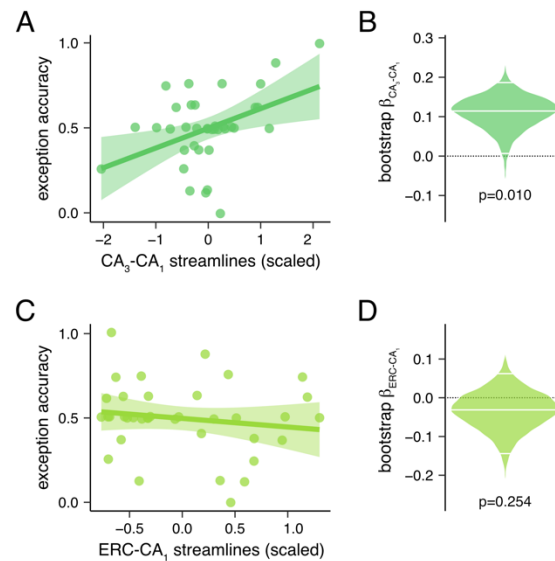 A
exception accuracy
1.0
0.5
0.0
−2
−1
0
1
2
CA₃-CA₁ streamlines (scaled)
B
bootstrap β CA₃-CA₁
0.3
0.2
0.1
0.0
−0.1
p=0.010
C
exception accuracy
1.0
0.5
0.0
−0.5
0.0
0.5
1.0
ERC-CA₁ streamlines (scaled)
D
bootstrap β ERC-CA₁
0.1
0.0
−0.1
−0.2
p=0.254